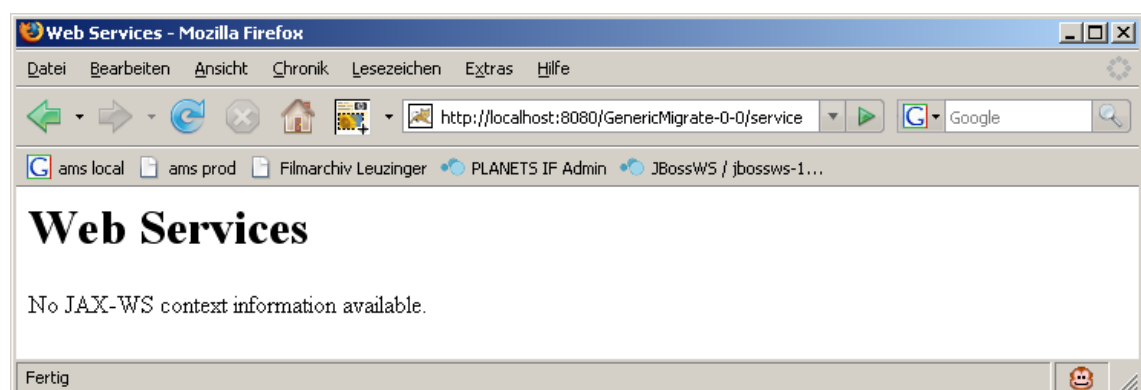 Web Services - Mozilla Firefox
Datei Bearbeiten Ansicht Chronik Lesezeichen Extras Hilfe
http://localhost:8080/GenericMigrate-0-0/service G Google
G ams local ams prod Filmarchiv Leuzinger PLANETS IF Admin JBossWS / jbossws-1...
Web Services
No JAX-WS context information available.
Fertig